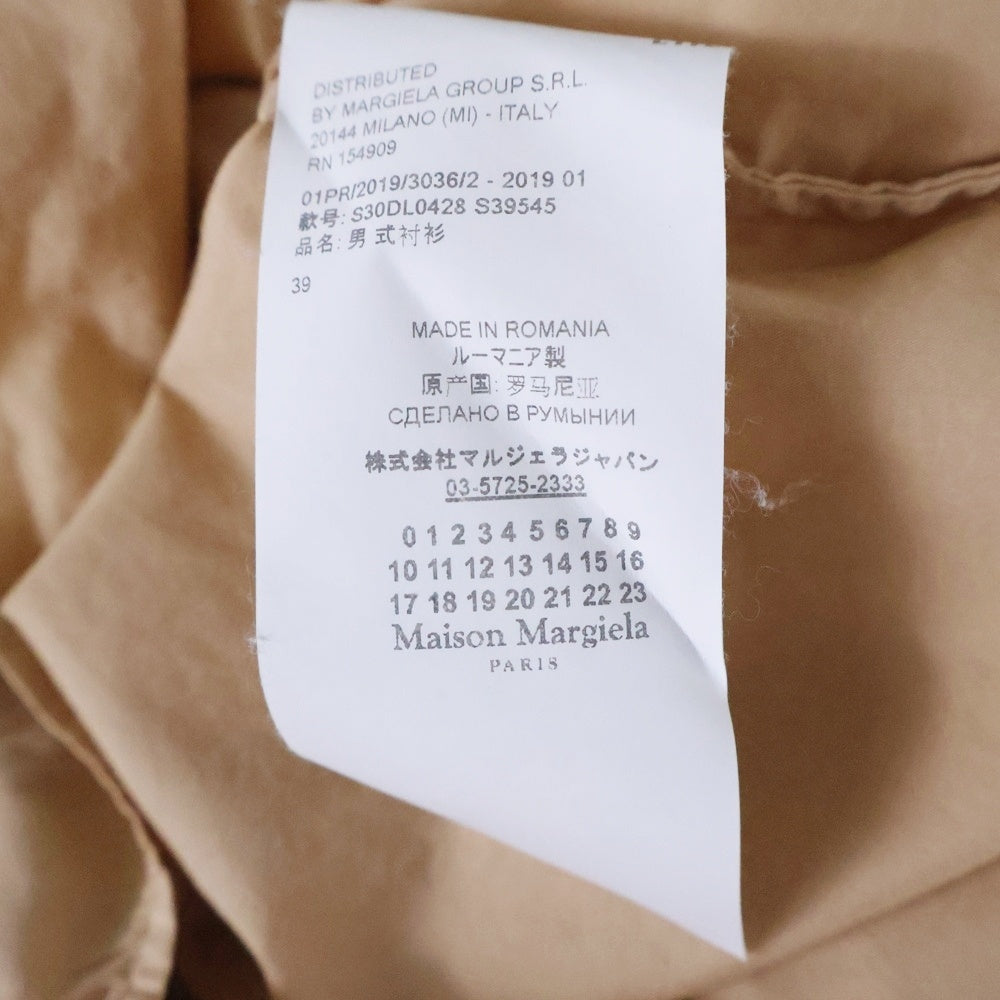 DISTRIBUTED
BY MARGIELA GROUP S.R.L.
20144 MILANO (MI) - ITALY
RN 154909
01PR/2019/3036/2 - 2019 01
款号: S30DL0428 S39545
品名: 男式衬衫
39
MADE IN ROMANIA
ルーマニア製
原产国: 罗马尼亚
СДЕЛАНО В РУМЫНИИ
株式会社マルジェラジャパン
03-5725-2333
0 1 2 3 4 5 6 7 8 9
10 11 12 13 14 15 16
17 18 19 20 21 22 23
Maison Margiela
PARIS